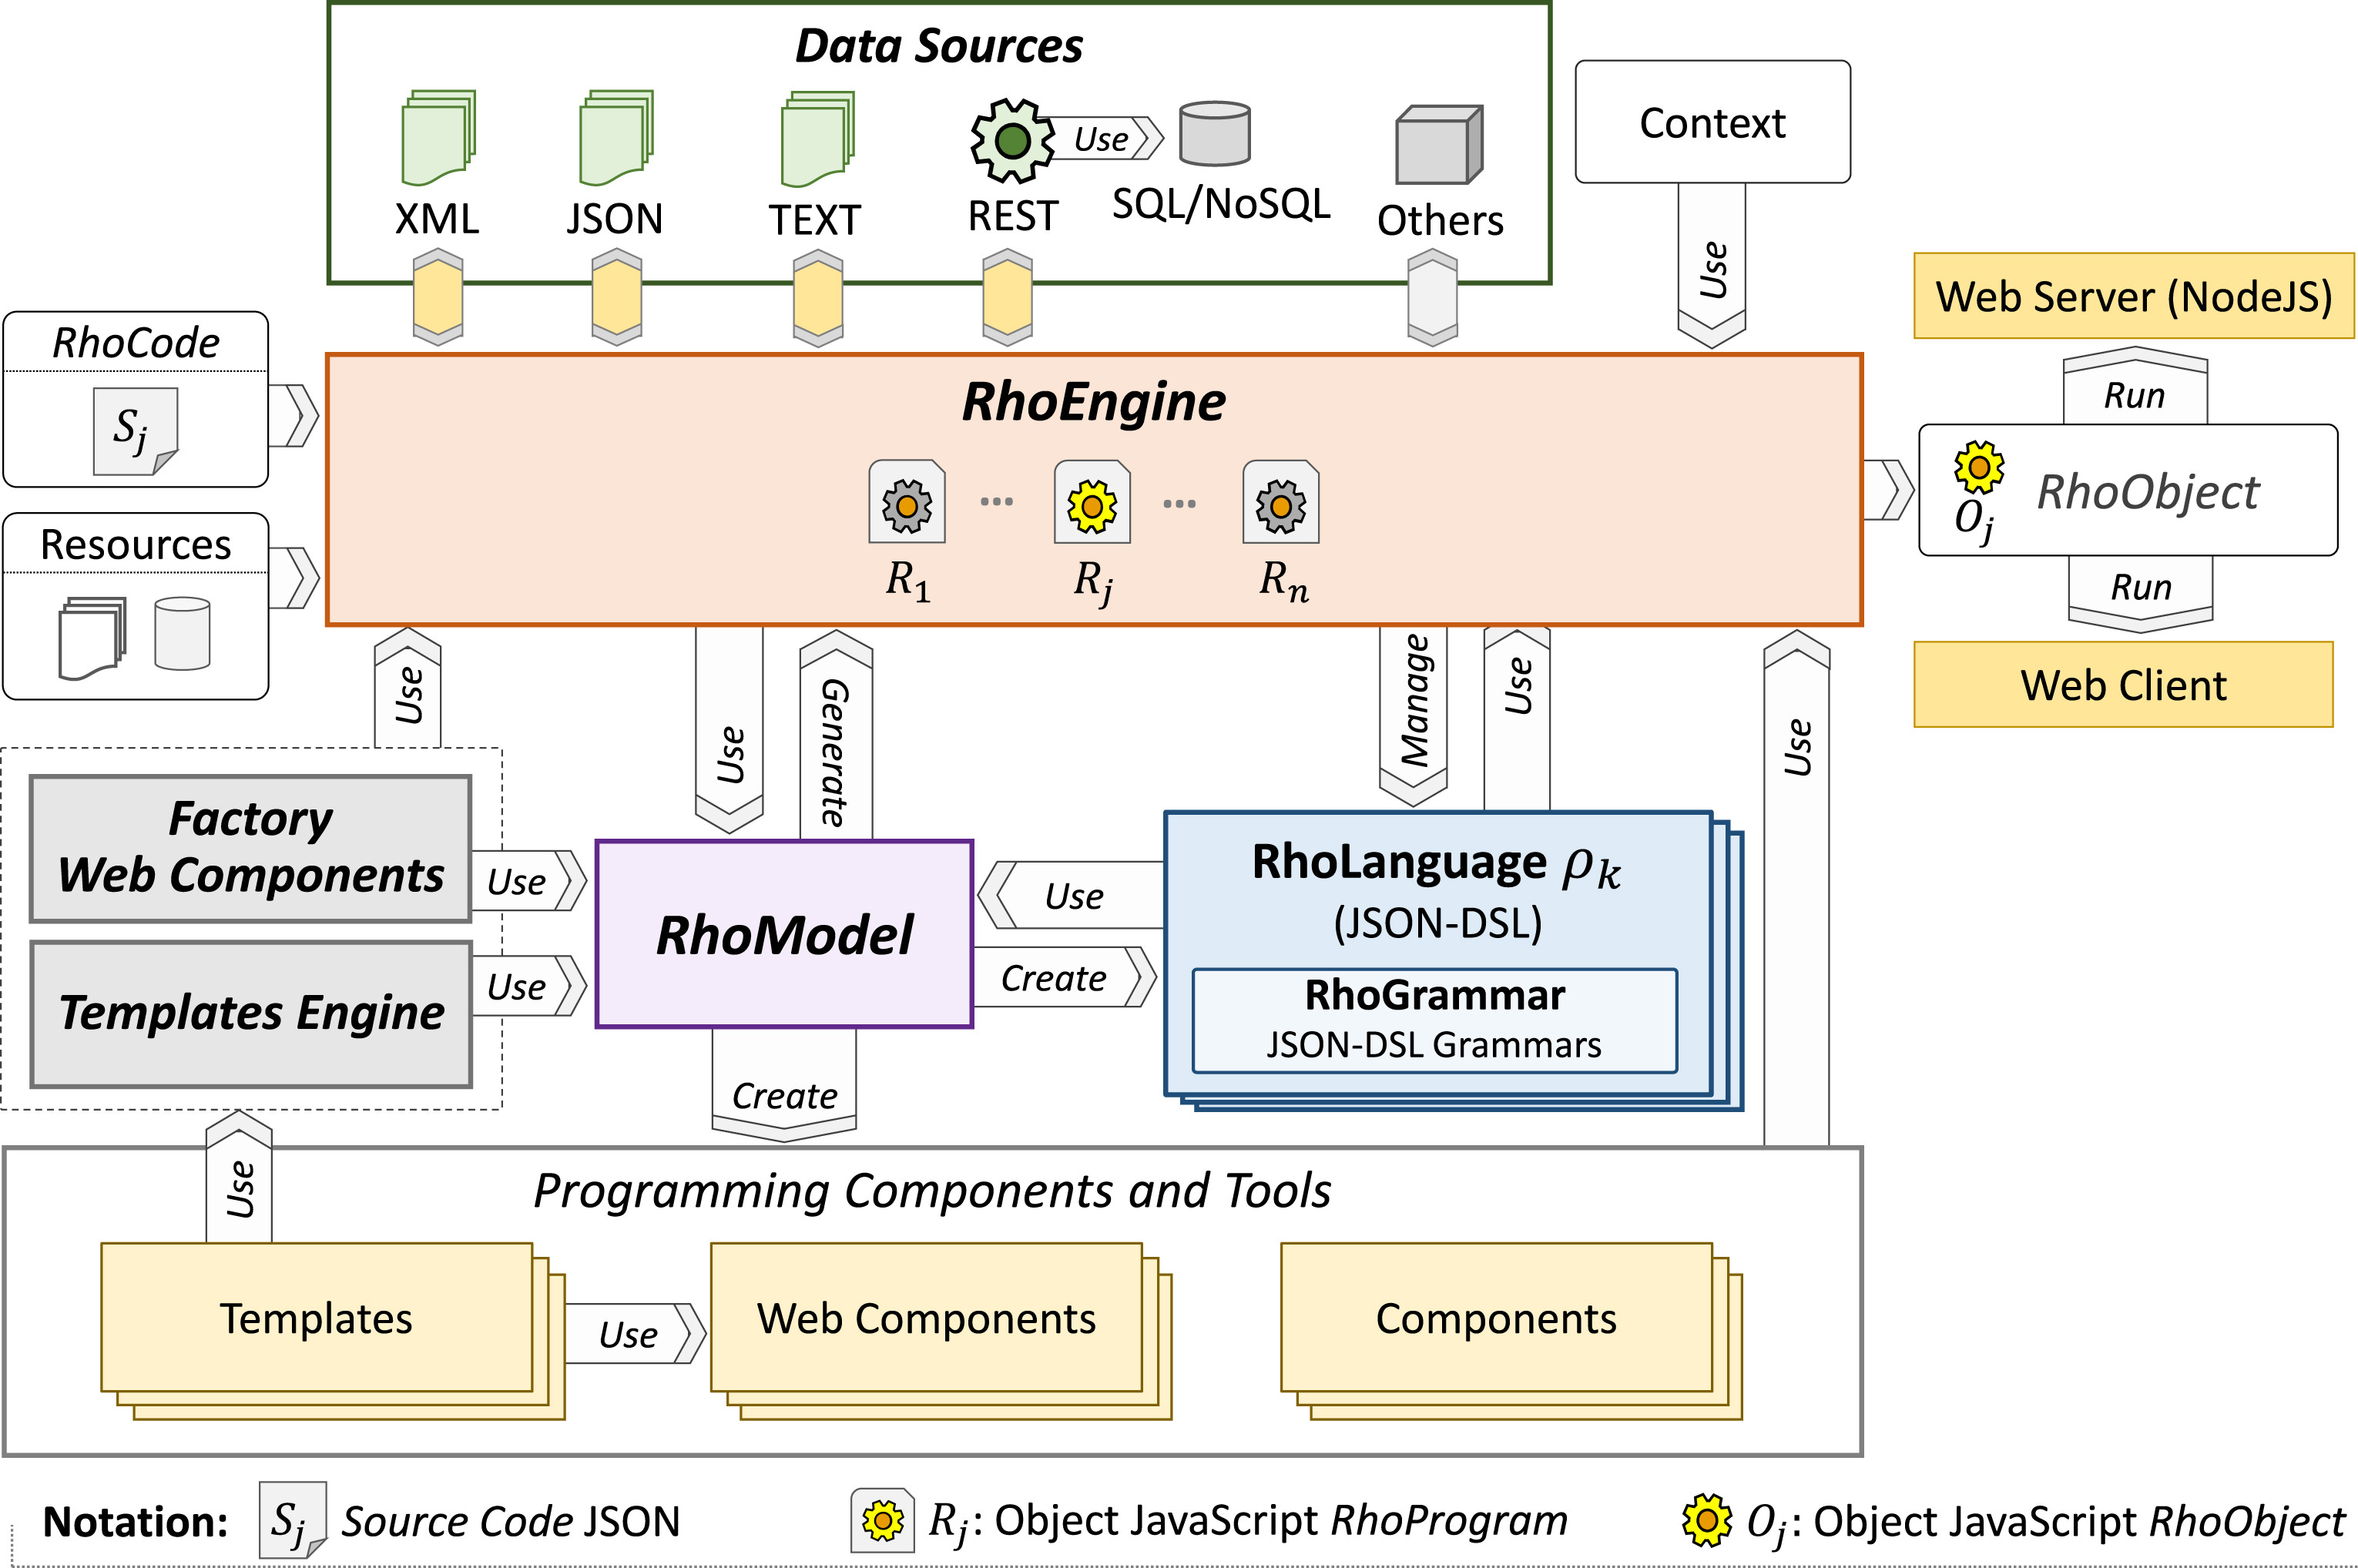 Data Sources
XML
JSON
TEXT
REST
Use
SQL/NoSQL
Others
Context
Use
Web Server (NodeJS)
RhoCode
S_j
RhoEngine
R_1
...
R_j
...
R_n
Run
O_j
RhoObject
Run
Web Client
Resources
Use
Use
Generate
Manage
Use
Use
Factory
Web Components
Use
Templates Engine
Use
RhoModel
Use
Create
RhoLanguage ρ_k
(JSON-DSL)
RhoGrammar
JSON-DSL Grammars
Create
Use
Programming Components and Tools
Templates
Use
Web Components
Components
Notation:
S_j Source Code JSON
R_j: Object JavaScript RhoProgram
O_j: Object JavaScript RhoObject